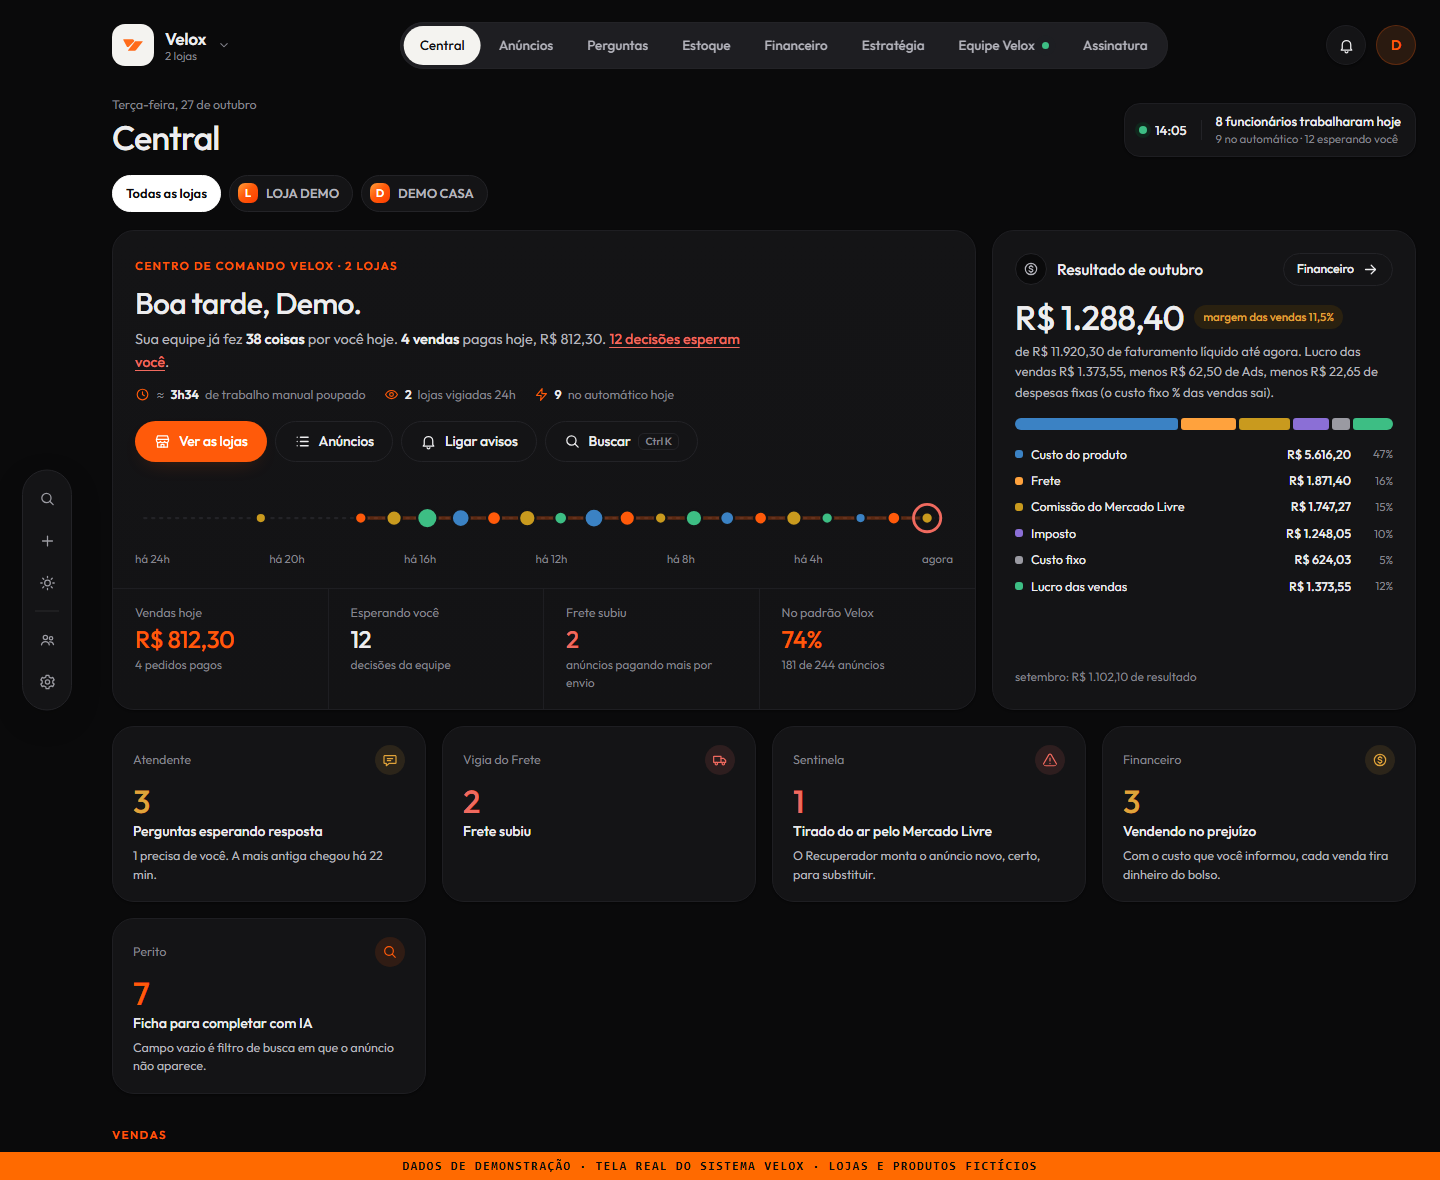 Velox
2 lojas
Central
Anúncios
Perguntas
Estoque
Financeiro
Estratégia
Equipe Velox
Assinatura
D
Terça-feira, 27 de outubro
Central
14:05
8 funcionários trabalharam hoje
9 no automático · 12 esperando você
Todas as lojas
L LOJA DEMO
D DEMO CASA
CENTRO DE COMANDO VELOX · 2 LOJAS
Boa tarde, Demo.
Sua equipe já fez 38 coisas por você hoje. 4 vendas pagas hoje, R$ 812,30. 12 decisões esperam
você.
≈ 3h34 de trabalho manual poupado
2 lojas vigiadas 24h
9 no automático hoje
Ver as lojas
Anúncios
Ligar avisos
Buscar Ctrl K
há 24h
há 20h
há 16h
há 12h
há 8h
há 4h
agora
Vendas hoje
R$ 812,30
4 pedidos pagos
Esperando você
12
decisões da equipe
Frete subiu
2
anúncios pagando mais por
envio
No padrão Velox
74%
181 de 244 anúncios
Resultado de outubro
Financeiro
R$ 1.288,40
margem das vendas 11,5%
de R$ 11.920,30 de faturamento líquido até agora. Lucro das
vendas R$ 1.373,55, menos R$ 62,50 de Ads, menos R$ 22,65 de
despesas fixas (o custo fixo % das vendas sai).
Custo do produto R$ 5.616,20 47%
Frete R$ 1.871,40 16%
Comissão do Mercado Livre R$ 1.747,27 15%
Imposto R$ 1.248,05 10%
Custo fixo R$ 624,03 5%
Lucro das vendas R$ 1.373,55 12%
setembro: R$ 1.102,10 de resultado
Atendente
3
Perguntas esperando resposta
1 precisa de você. A mais antiga chegou há 22
min.
Vigia do Frete
2
Frete subiu
Sentinela
1
Tirado do ar pelo Mercado Livre
O Recuperador monta o anúncio novo, certo,
para substituir.
Financeiro
3
Vendendo no prejuízo
Com o custo que você informou, cada venda tira
dinheiro do bolso.
Perito
7
Ficha para completar com IA
Campo vazio é filtro de busca em que o anúncio
não aparece.
VENDAS
DADOS DE DEMONSTRAÇÃO · TELA REAL DO SISTEMA VELOX · LOJAS E PRODUTOS FICTÍCIOS